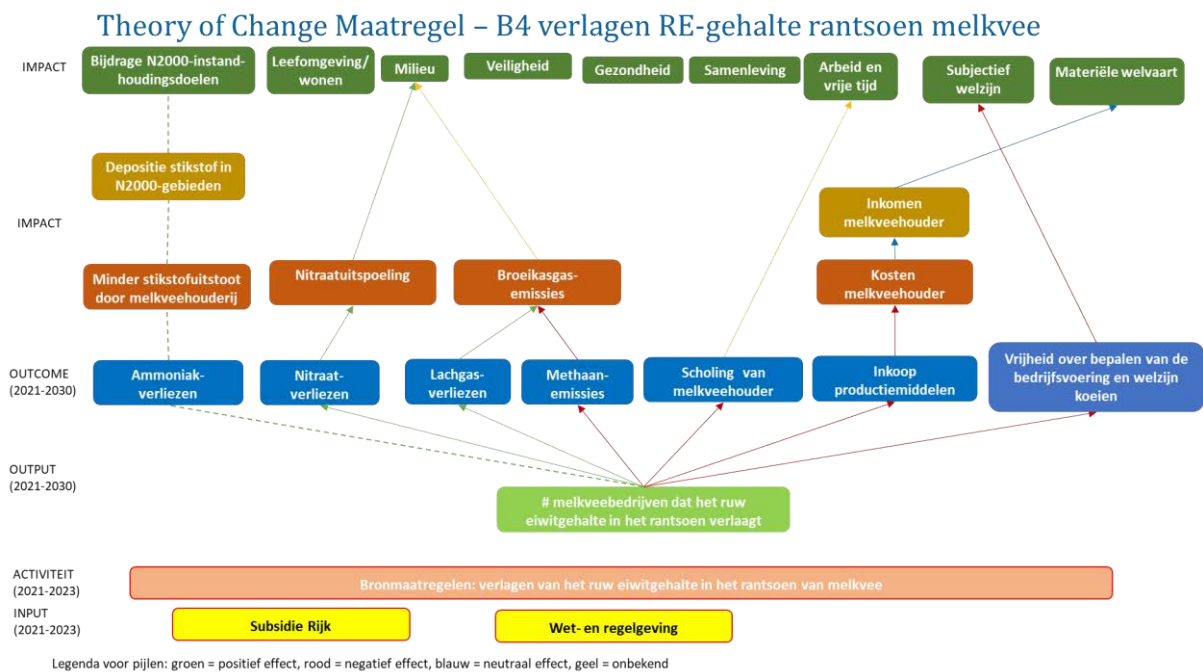 Theory of Change Maatregel – B4 verlagen RE-gehalte rantsoen melkvee
IMPACT
Bijdrage N2000-instand-
houdingsdoelen
Leefomgeving/
wonen
Milieu
Veiligheid
Gezondheid
Samenleving
Arbeid en
vrije tijd
Subjectief
welzijn
Materiële welvaart
Depositie stikstof in
N2000-gebieden
IMPACT
Inkomen
melkveehouder
Minder stikstofuitstoot
door melkveehouderij
Nitraatuitspoeling
Broeikasgas-
emissies
Kosten
melkveehouder
OUTCOME
(2021-2030)
Ammoniak-
verliezen
Nitraat-
verliezen
Lachgas-
verliezen
Methaan-
emissies
Scholing van
melkveehouder
Inkoop
productiemiddelen
Vrijheid over bepalen van de
bedrijfsvoering en welzijn
koeien
OUTPUT
(2021-2030)
# melkveebedrijven dat het ruw
eiwitgehalte in het rantsoen verlaagt
ACTIVITEIT
(2021-2023)
Bronmaatregelen: verlagen van het ruw eiwitgehalte in het rantsoen van melkvee
INPUT
(2021-2023)
Subsidie Rijk
Wet- en regelgeving
Legenda voor pijlen: groen = positief effect, rood = negatief effect, blauw = neutraal effect, geel = onbekend